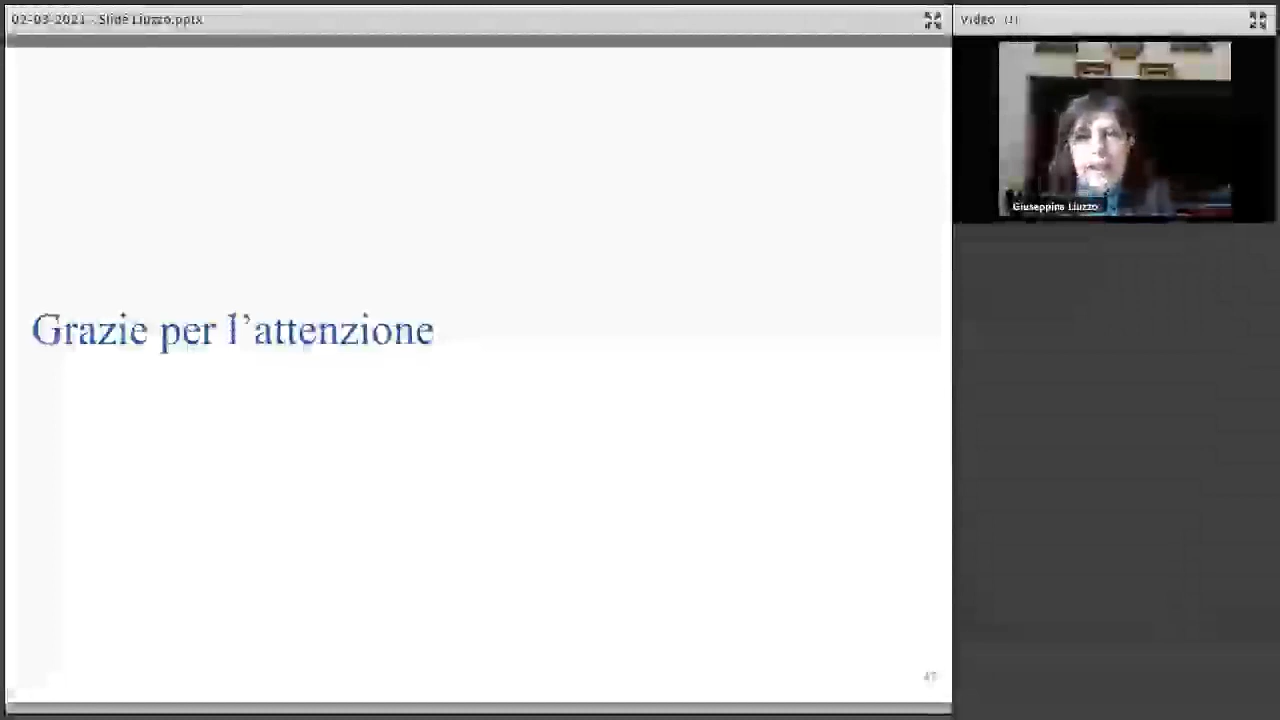 02-03-2021 - Slide Liuzzo.pptx
Video (1)
Giuseppina Liuzzo
Grazie per l’attenzione